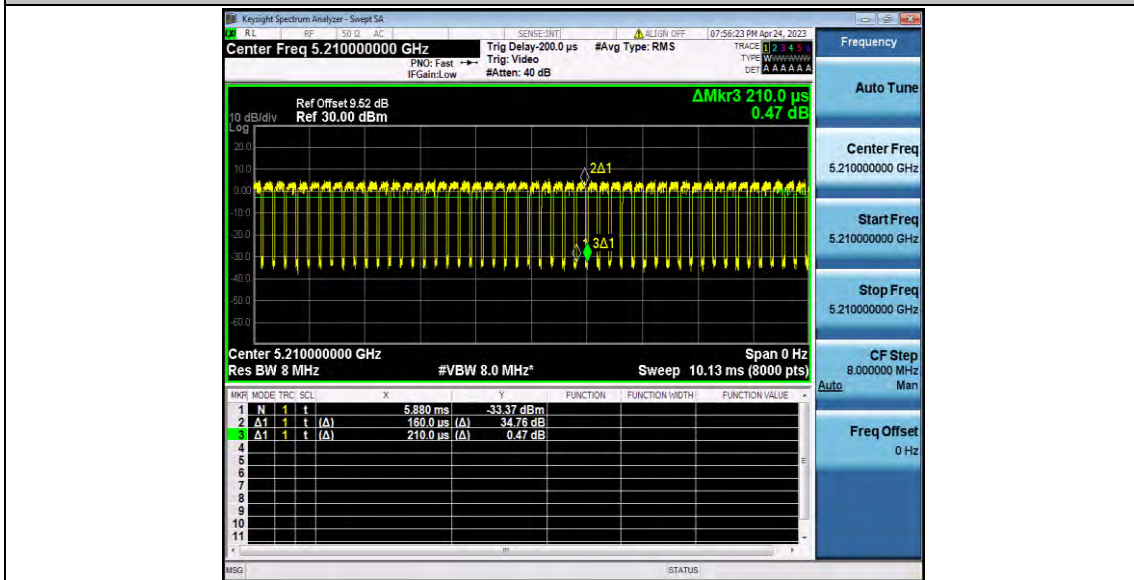 Keysight Spectrum Analyzer - Swept SA
RL RF 50 Ω AC SENSE:INT ALIGN OFF 07:56:23 PM Apr 24, 2023
Center Freq 5.210000000 GHz Trig Delay-200.0 µs #Avg Type: RMS TRACE 1 2 3 4 5 6
PNO: Fast Trig: Video TYPE W
IFGain:Low #Atten: 40 dB DET A A A A A A
Frequency
Auto Tune
ΔMkr3 210.0 µs
0.47 dB
Ref Offset 9.52 dB
10 dB/div Ref 30.00 dBm
Log
20.0
10.0
0.00
-10.0
-20.0
-30.0
-40.0
-50.0
-60.0
2Δ1
3Δ1
Center 5.210000000 GHz Span 0 Hz
Res BW 8 MHz #VBW 8.0 MHz* Sweep 10.13 ms (8000 pts)
Center Freq
5.210000000 GHz
Start Freq
5.210000000 GHz
Stop Freq
5.210000000 GHz
CF Step
8.000000 MHz
Auto Man
Freq Offset
0 Hz
MKR MODE TRC SCL X Y FUNCTION FUNCTION WIDTH FUNCTION VALUE
1 N 1 t 5.880 ms -33.37 dBm
2 Δ1 1 t (Δ) 160.0 µs (Δ) 34.76 dB
3 Δ1 1 t (Δ) 210.0 µs (Δ) 0.47 dB
4
5
6
7
8
9
10
11
MSG STATUS